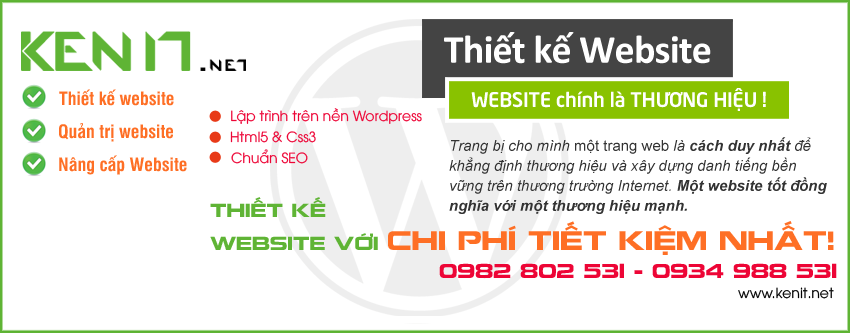 KENIT.NET
Thiết kế website
Quản trị website
Nâng cấp Website
Lập trình trên nền Wordpress
Html5 & Css3
Chuẩn SEO
Thiết kế Website
WEBSITE chính là THƯƠNG HIỆU !
Trang bị cho mình một trang web là cách duy nhất để
khẳng định thương hiệu và xây dựng danh tiếng bền
vững trên thương trường Internet. Một website tốt đồng
nghĩa với một thương hiệu mạnh.
THIẾT KẾ
WEBSITE VỚI CHI PHÍ TIẾT KIỆM NHẤT!
0982 802 531 - 0934 988 531
www.kenit.net